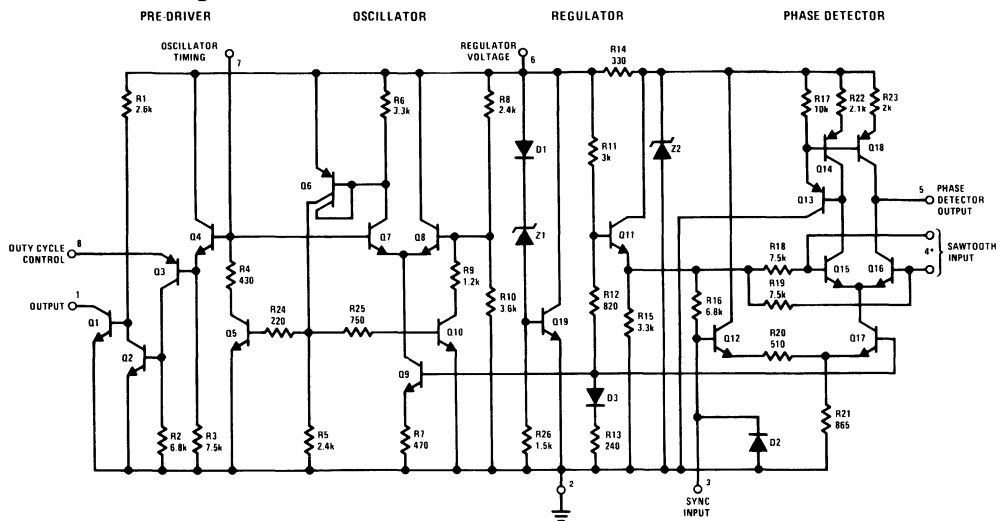 PRE-DRIVER
OSCILLATOR
REGULATOR
PHASE DETECTOR
OSCILLATOR
TIMING
7
REGULATOR
VOLTAGE
6
R14
330
R1
2.6k
R6
3.3k
R8
2.4k
R17
10k
R22
2.1k
R23
2k
D1
R11
3k
Z2
Q14
Q18
Q6
Q13
5
PHASE
DETECTOR
OUTPUT
DUTY CYCLE
CONTROL
8
Q4
Q7
Q8
Z1
Q11
4*
SAWTOOTH
INPUT
Q3
R4
430
R9
1.2k
R10
3.6k
R18
7.5k
Q15
Q16
R19
7.5k
OUTPUT
1
Q1
Q2
Q5
R24
220
R25
750
Q10
Q19
R12
820
R15
3.3k
R16
6.8k
Q12
R20
510
Q17
Q9
D3
R2
6.8k
R3
7.5k
R5
2.4k
R7
470
R26
1.5k
R13
240
D2
R21
865
2
3
SYNC
INPUT